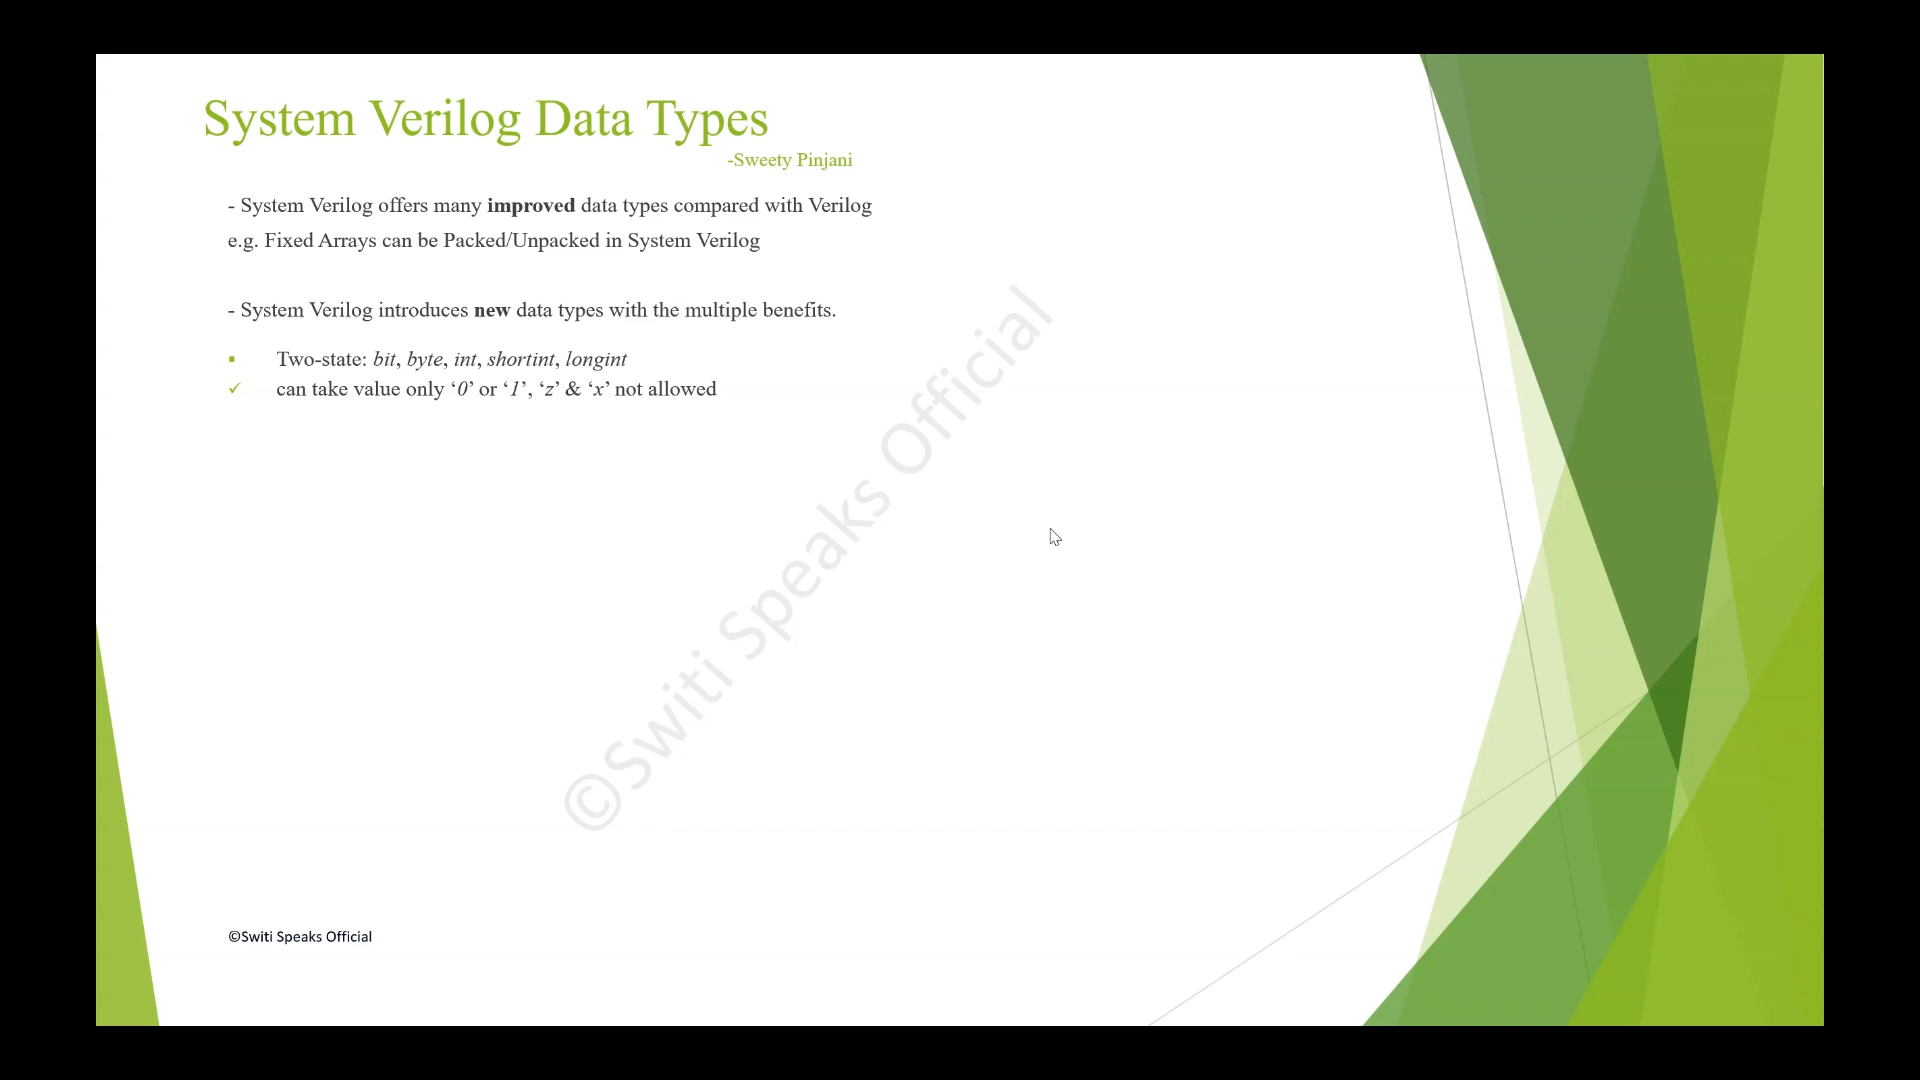 System Verilog Data Types
-Sweety Pinjani
- System Verilog offers many improved data types compared with Verilog
e.g. Fixed Arrays can be Packed/Unpacked in System Verilog
- System Verilog introduces new data types with the multiple benefits.
▪ Two-state: bit, byte, int, shortint, longint
✓ can take value only ‘0’ or ‘1’, ‘z’ & ‘x’ not allowed
©Switi Speaks Official
©Switi Speaks Official